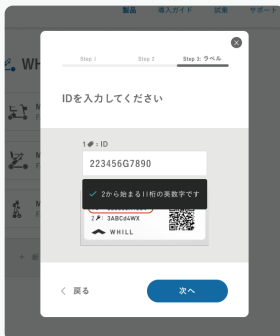 製品 導入ガイド 試乗 サポート
WH
Step 1 Step 2 Step 3: ラベル
IDを入力してください
1 : ID
223456G7890
✓ 2から始まる11桁の英数字です
2 : 3ABCd4WX
WHILL
< 戻る
次へ